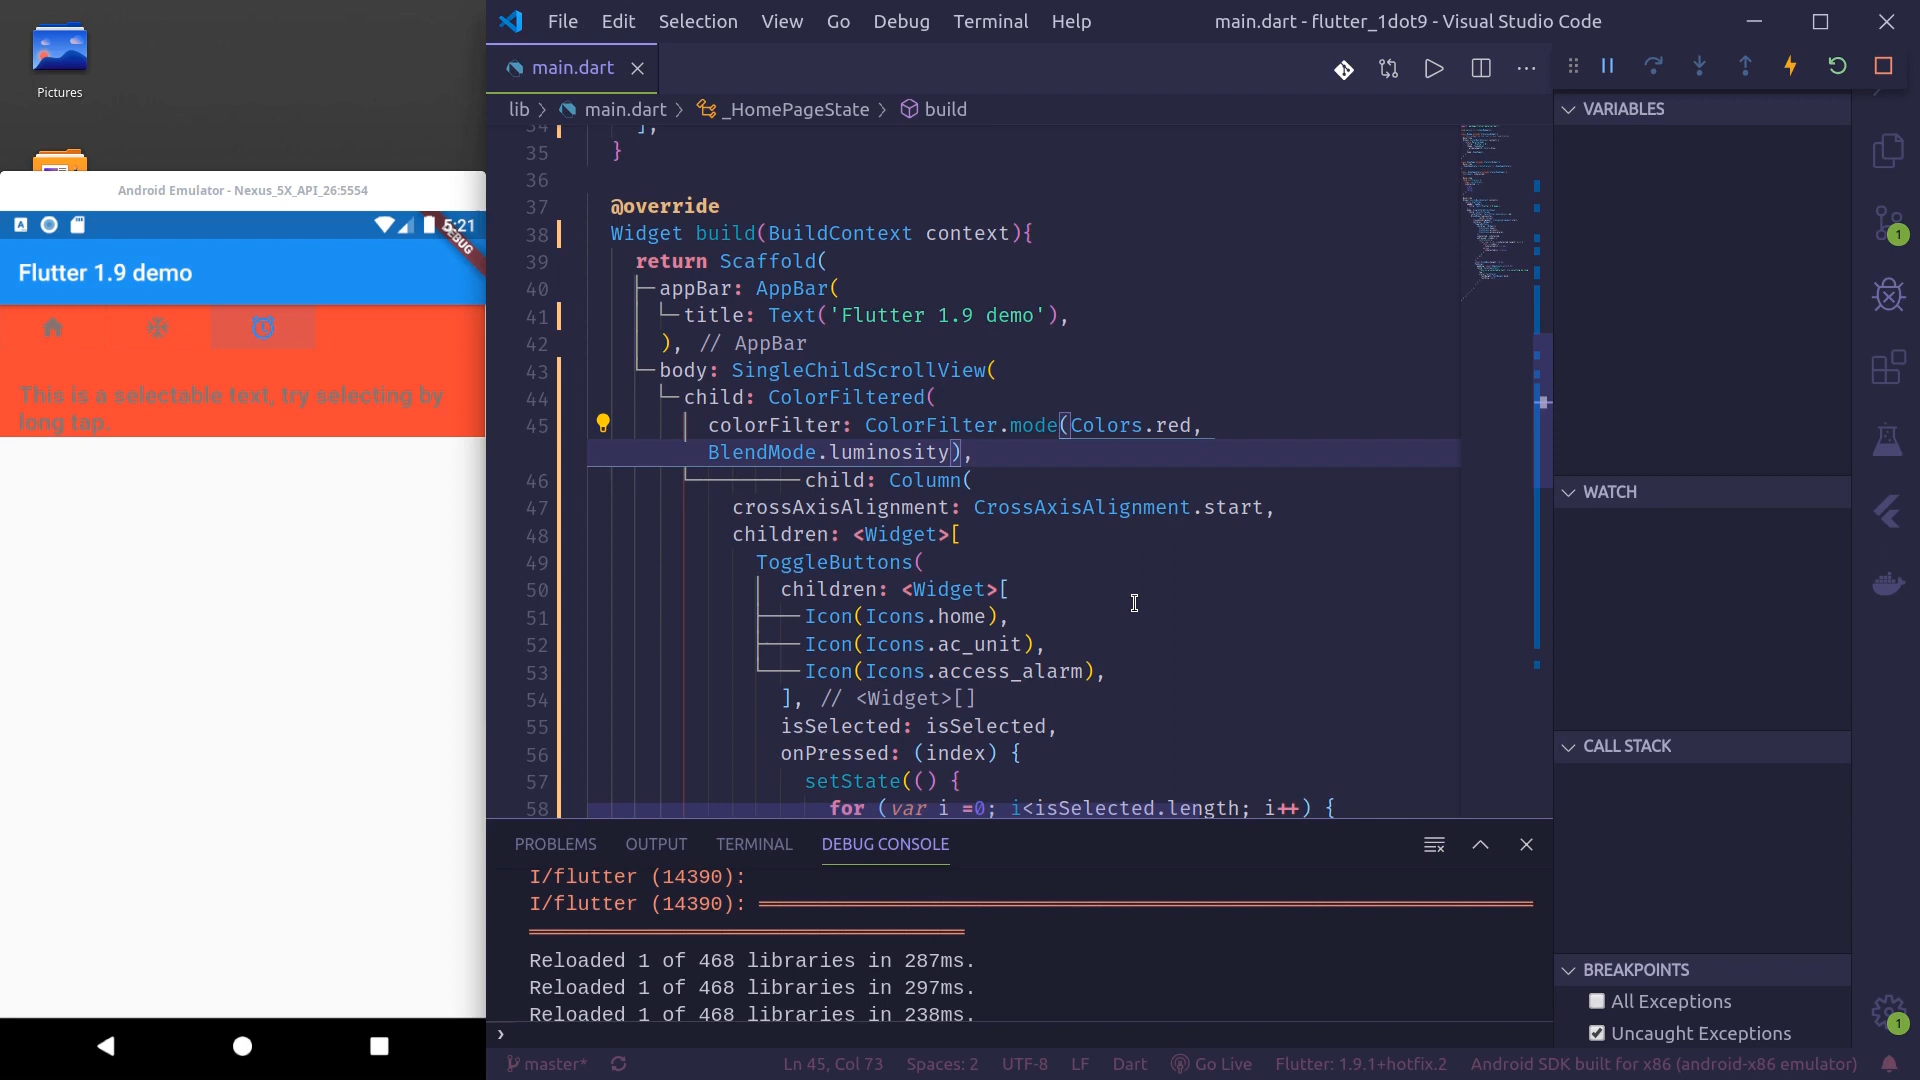 Pictures
Android Emulator - Nexus_5X_API_26:5554
5:21
DEBUG
Flutter 1.9 demo
This is a selectable text, try selecting by
long tap.
File Edit Selection View Go Debug Terminal Help
main.dart - flutter_1dot9 - Visual Studio Code
main.dart
lib > main.dart > _HomePageState > build
34 ],
35 }
36
37 @override
38 Widget build(BuildContext context){
39 return Scaffold(
40 appBar: AppBar(
41 title: Text('Flutter 1.9 demo'),
42 ), // AppBar
43 body: SingleChildScrollView(
44 child: ColorFiltered(
45 colorFilter: ColorFilter.mode(Colors.red,
BlendMode.luminosity),
46 child: Column(
47 crossAxisAlignment: CrossAxisAlignment.start,
48 children: <Widget>[
49 ToggleButtons(
50 children: <Widget>[
51 Icon(Icons.home),
52 Icon(Icons.ac_unit),
53 Icon(Icons.access_alarm),
54 ], // <Widget>[]
55 isSelected: isSelected,
56 onPressed: (index) {
57 setState(() {
58 for (var i =0; i<isSelected.length; i++) {
PROBLEMS OUTPUT TERMINAL DEBUG CONSOLE
I/flutter (14390):
I/flutter (14390): ════════════════════════════════════════════════════════════════
════════════════════════════════════
Reloaded 1 of 468 libraries in 287ms.
Reloaded 1 of 468 libraries in 297ms.
Reloaded 1 of 468 libraries in 238ms.
>
VARIABLES
WATCH
CALL STACK
BREAKPOINTS
All Exceptions
Uncaught Exceptions
1
1
master* Ln 45, Col 73 Spaces: 2 UTF-8 LF Dart Go Live Flutter: 1.9.1+hotfix.2 Android SDK built for x86 (android-x86 emulator)